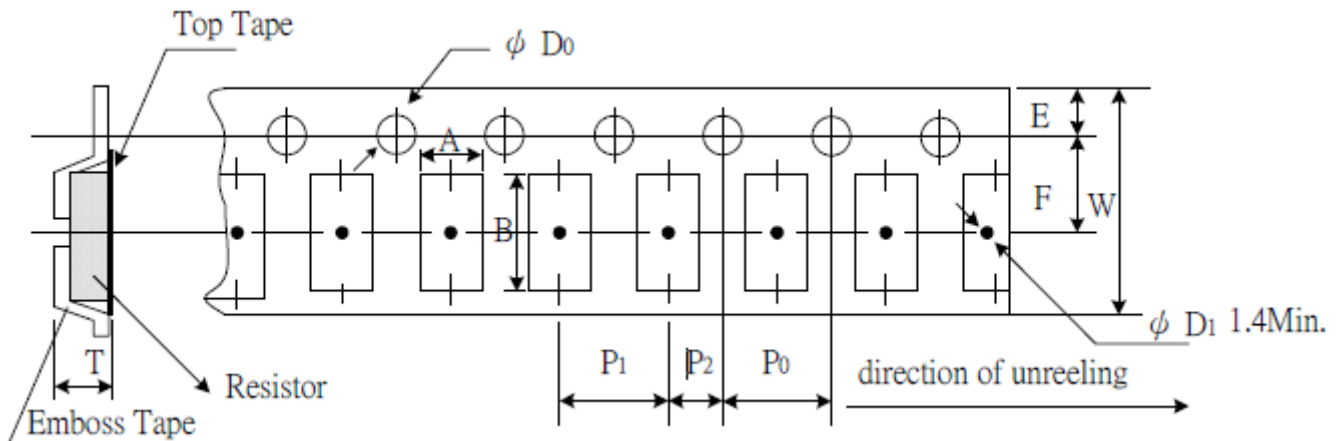 Top Tape
ϕ D0
E
A
F
W
B
ϕ D1 1.4Min.
T
P1
P2
P0
direction of unreeling
Resistor
Emboss Tape